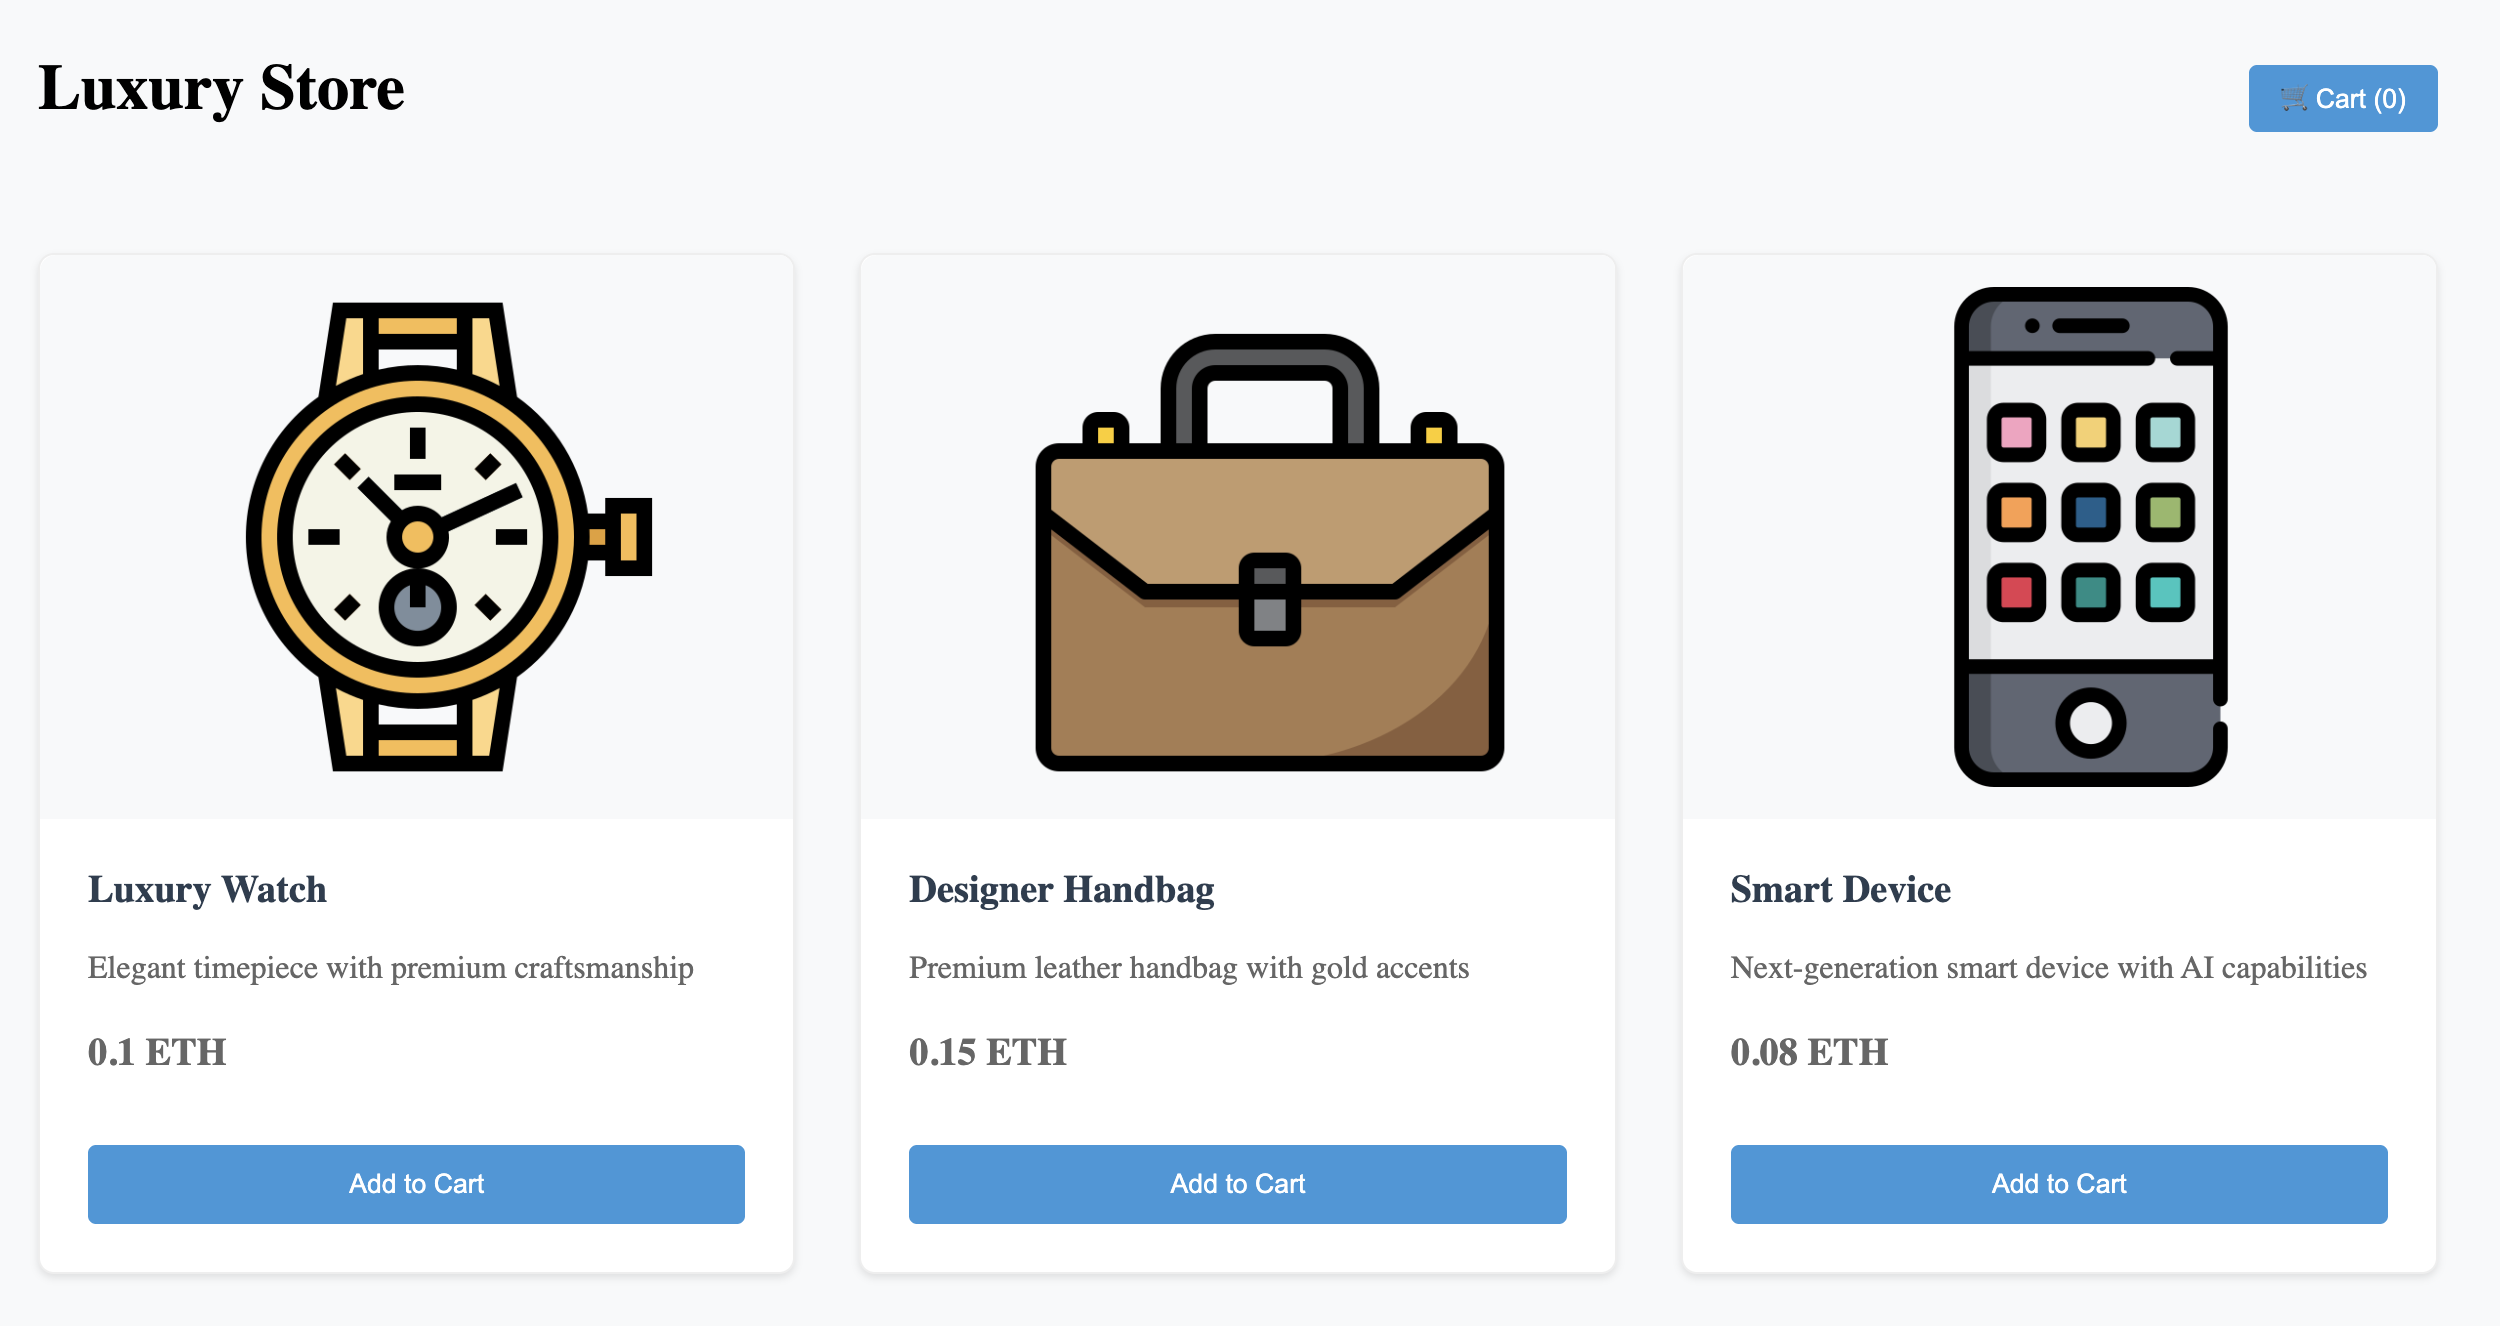 Luxury Store
🛒 Cart (0)
Luxury Watch
Elegant timepiece with premium craftsmanship
0.1 ETH
Add to Cart
Designer Handbag
Premium leather handbag with gold accents
0.15 ETH
Add to Cart
Smart Device
Next-generation smart device with AI capabilities
0.08 ETH
Add to Cart